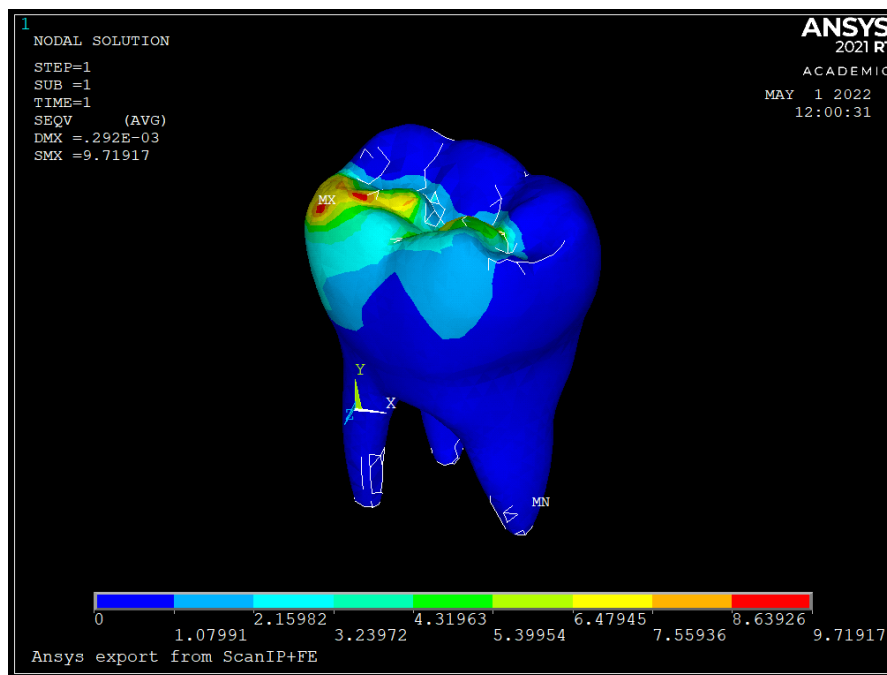 1
NODAL SOLUTION
STEP=1
SUB =1
TIME=1
SEQV (AVG)
DMX =.292E-03
SMX =9.71917
ANSYS
2021 R1
ACADEMIC
MAY 1 2022
12:00:31
MX
Y
X
Z
MN
0 2.15982 4.31963 6.47945 8.63926
1.07991 3.23972 5.39954 7.55936 9.71917
Ansys export from ScanIP+FE